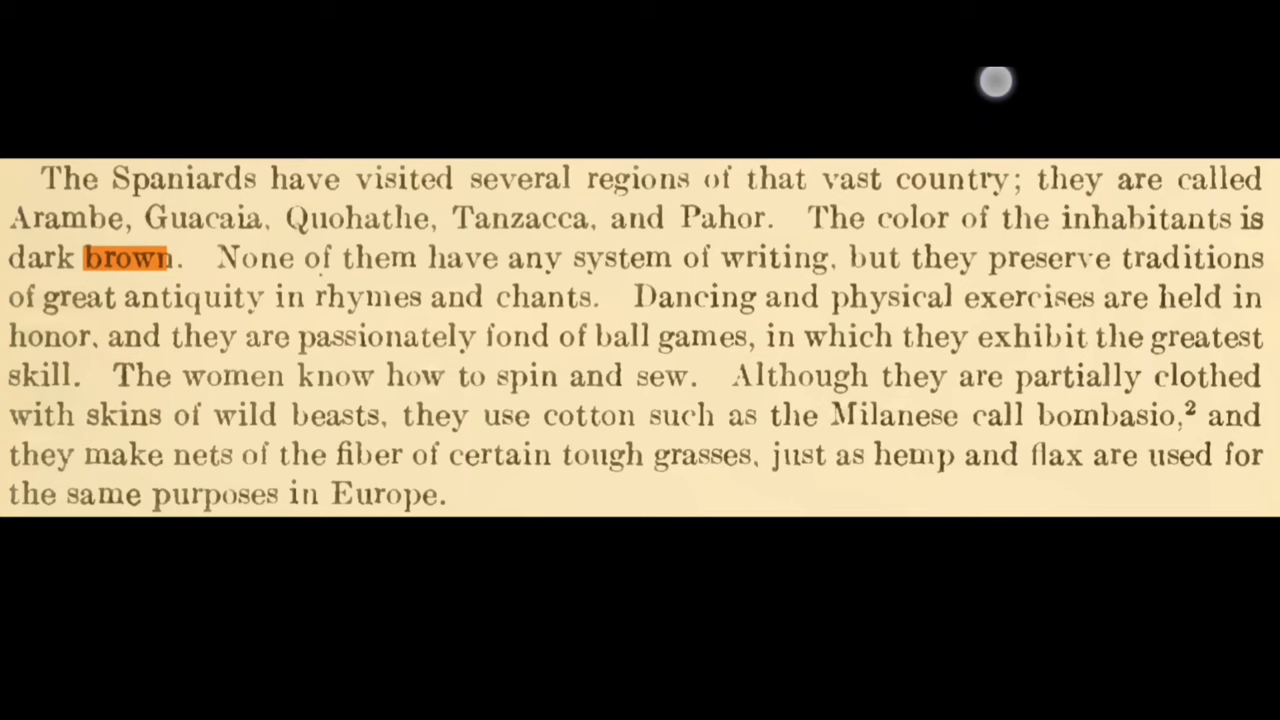 The Spaniards have visited several regions of that vast country; they are called
Arambe, Guacaia, Quohathe, Tanzacca, and Pahor. The color of the inhabitants is
dark brown. None of them have any system of writing, but they preserve traditions
of great antiquity in rhymes and chants. Dancing and physical exercises are held in
honor, and they are passionately fond of ball games, in which they exhibit the greatest
skill. The women know how to spin and sew. Although they are partially clothed
with skins of wild beasts, they use cotton such as the Milanese call bombasio,² and
they make nets of the fiber of certain tough grasses, just as hemp and flax are used for
the same purposes in Europe.